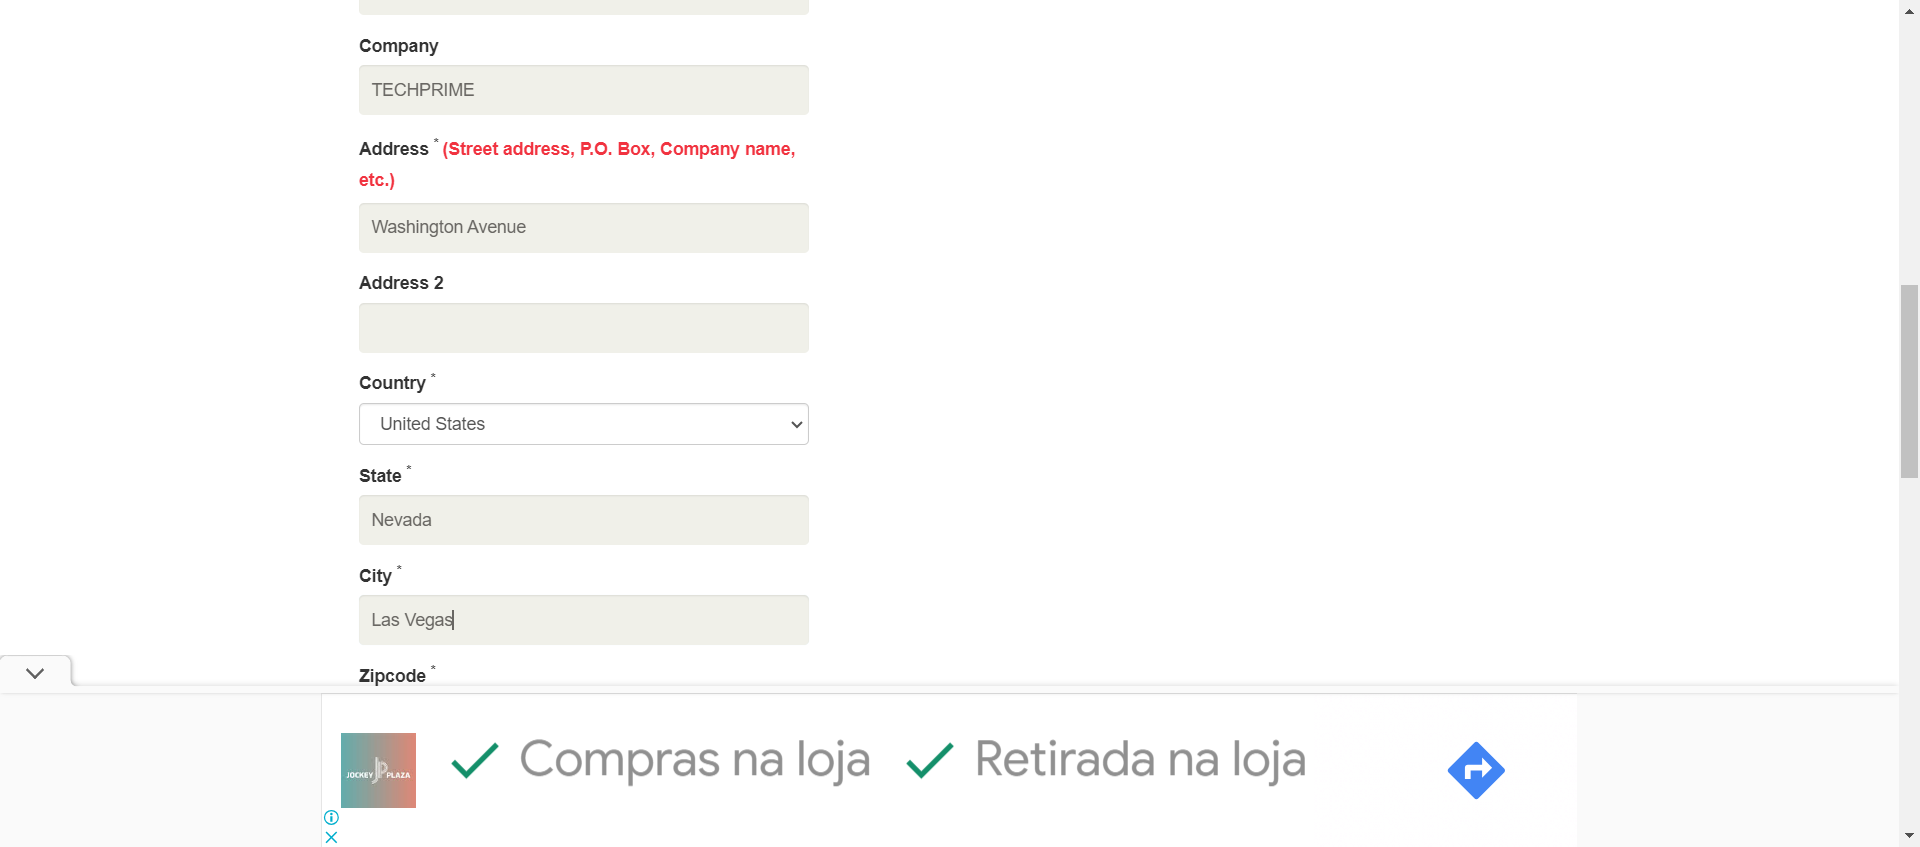 Company
TECHPRIME
Address * (Street address, P.O. Box, Company name,
etc.)
Washington Avenue
Address 2
Country *
United States
State *
Nevada
City *
Las Vegas
Zipcode *
JOCKEY JP PLAZA
Compras na loja
Retirada na loja